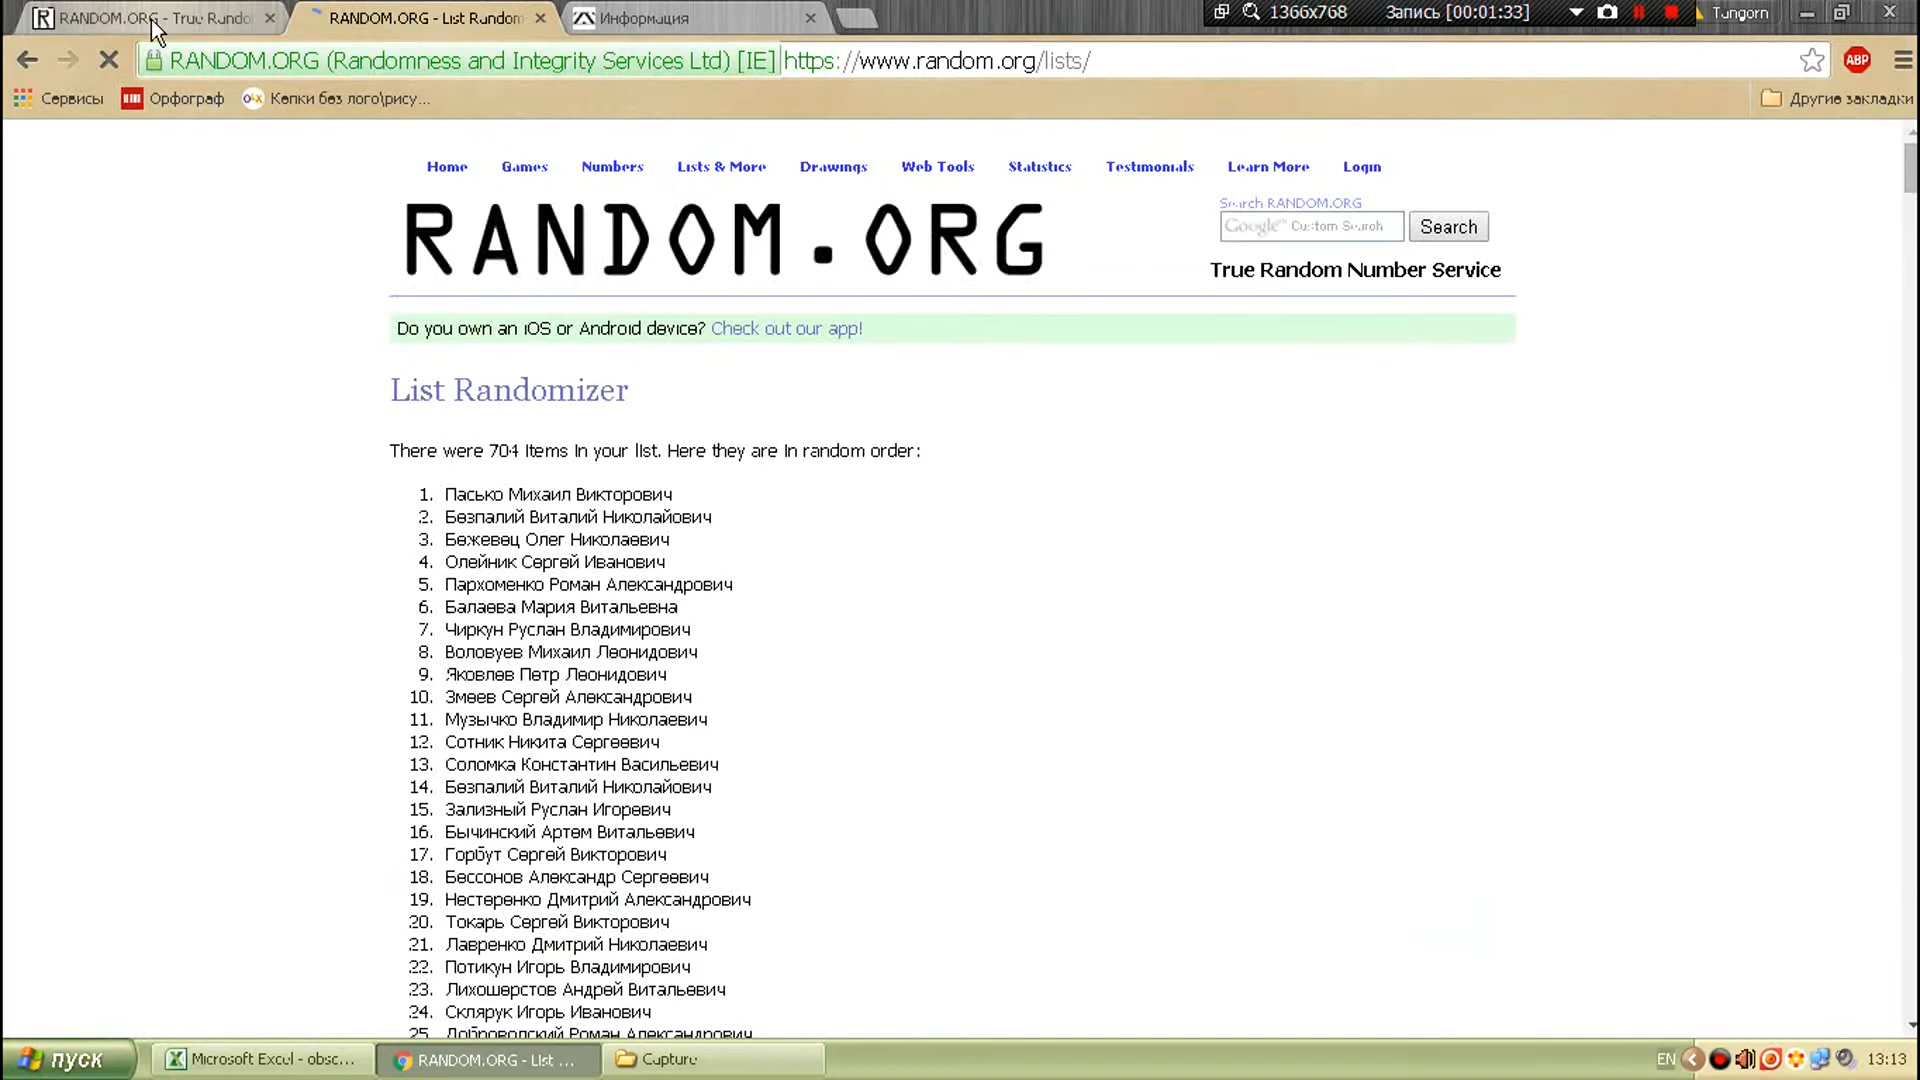 RANDOM.ORG - True Rando
RANDOM.ORG - List Random
Информация
1366x768
Запись [00:01:33]
Tungorn
RANDOM.ORG (Randomness and Integrity Services Ltd) [IE]
https://www.random.org/lists/
ABP
Сервисы
Орфограф
Кепки без лого\рису...
Другие закладки
Home Games Numbers Lists & More Drawings Web Tools Statistics Testimonials Learn More Login
RANDOM.ORG
Search RANDOM.ORG
Google™ Custom Search
Search
True Random Number Service
Do you own an iOS or Android device? Check out our app!
List Randomizer
There were 704 items in your list. Here they are in random order:
1. Пасько Михаил Викторович
2. Безпалий Виталий Николайович
3. Бежевец Олег Николаевич
4. Олейник Сергей Иванович
5. Пархоменко Роман Александрович
6. Балаева Мария Витальевна
7. Чиркун Руслан Владимирович
8. Воловуев Михаил Леонидович
9. Яковлев Петр Леонидович
10. Змеев Сергей Александрович
11. Музычко Владимир Николаевич
12. Сотник Никита Сергеевич
13. Соломка Константин Васильевич
14. Безпалий Виталий Николайович
15. Зализный Руслан Игоревич
16. Бычинский Артем Витальевич
17. Горбут Сергей Викторович
18. Бессонов Александр Сергеевич
19. Нестеренко Дмитрий Александрович
20. Токарь Сергей Викторович
21. Лавренко Дмитрий Николаевич
22. Потикун Игорь Владимирович
23. Лихошерстов Андрей Витальевич
24. Склярук Игорь Иванович
25. Добровольский Роман Александрович
пуск
Microsoft Excel - obsc...
RANDOM.ORG - List ...
Capture
EN
13:13